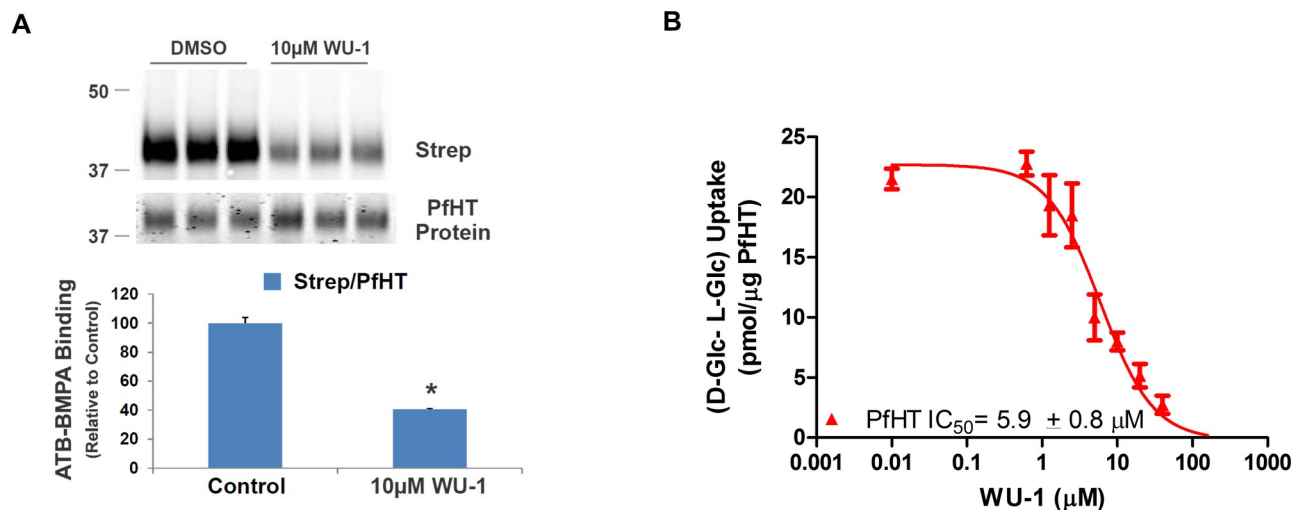 A
DMSO 10μM WU-1
50
Strep
37
PfHT
Protein
37
Strep/PfHT
ATB-BMPA Binding
(Relative to Control)
120
100
80
60
40
20
0
*
Control 10μM WU-1
B
(D-Glc- L-Glc) Uptake
(pmol/μg PfHT)
25
20
15
10
5
0
PfHT IC50= 5.9 ± 0.8 μM
0.001 0.01 0.1 1 10 100 1000
WU-1 (μM)